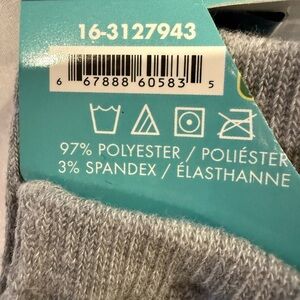 16-3127943
6 67888 60583 5
97% POLYESTER / POLIÉSTER
3% SPANDEX / ÉLASTHANNE